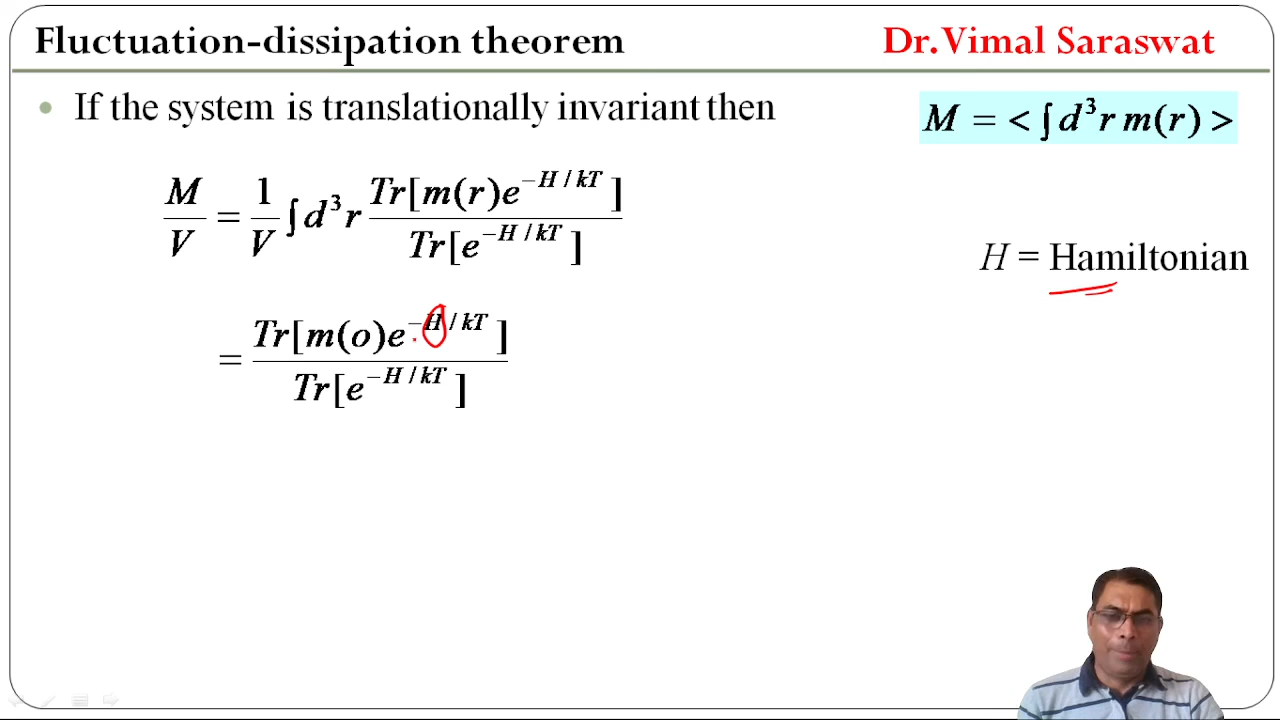 Fluctuation-dissipation theorem
Dr. Vimal Saraswat
• If the system is translationally invariant then
M = < ∫ d³r m(r) >
M/V = 1/V ∫ d³r Tr[m(r)e^{-H/kT}] / Tr[e^{-H/kT}]
H = Hamiltonian
= Tr[m(o)e^{-H/kT}] / Tr[e^{-H/kT}]